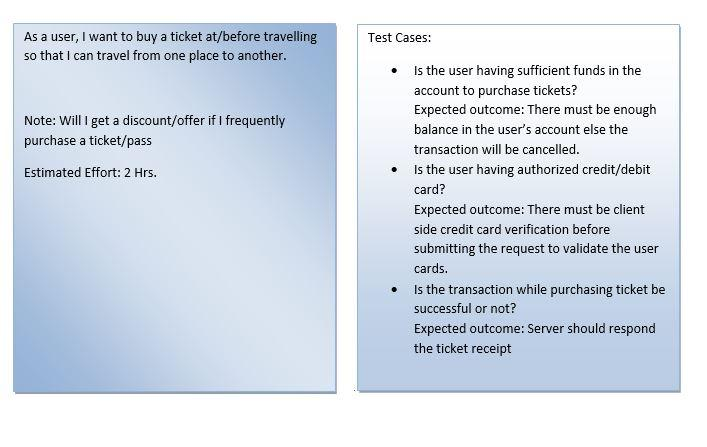 As a user, I want to buy a ticket at/before travelling
so that I can travel from one place to another.
Note: Will I get a discount/offer if I frequently
purchase a ticket/pass
Estimated Effort: 2 Hrs.
Test Cases:
• Is the user having sufficient funds in the
account to purchase tickets?
Expected outcome: There must be enough
balance in the user's account else the
transaction will be cancelled.
• Is the user having authorized credit/debit
card?
Expected outcome: There must be client
side credit card verification before
submitting the request to validate the user
cards.
• Is the transaction while purchasing ticket be
successful or not?
Expected outcome: Server should respond
the ticket receipt